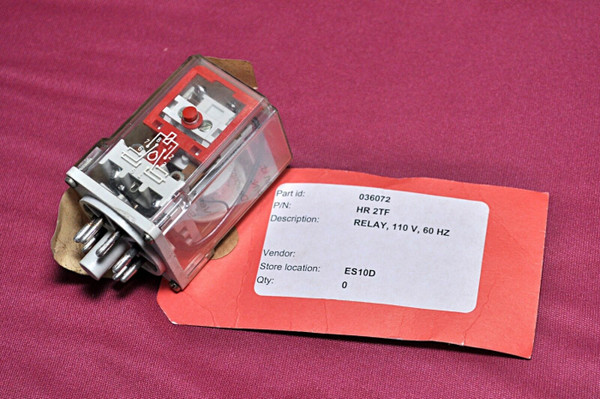 Part id: 036072
P/N: HR 2TF
Description: RELAY, 110 V, 60 HZ
Vendor:
Store location: ES10D
Qty: 0